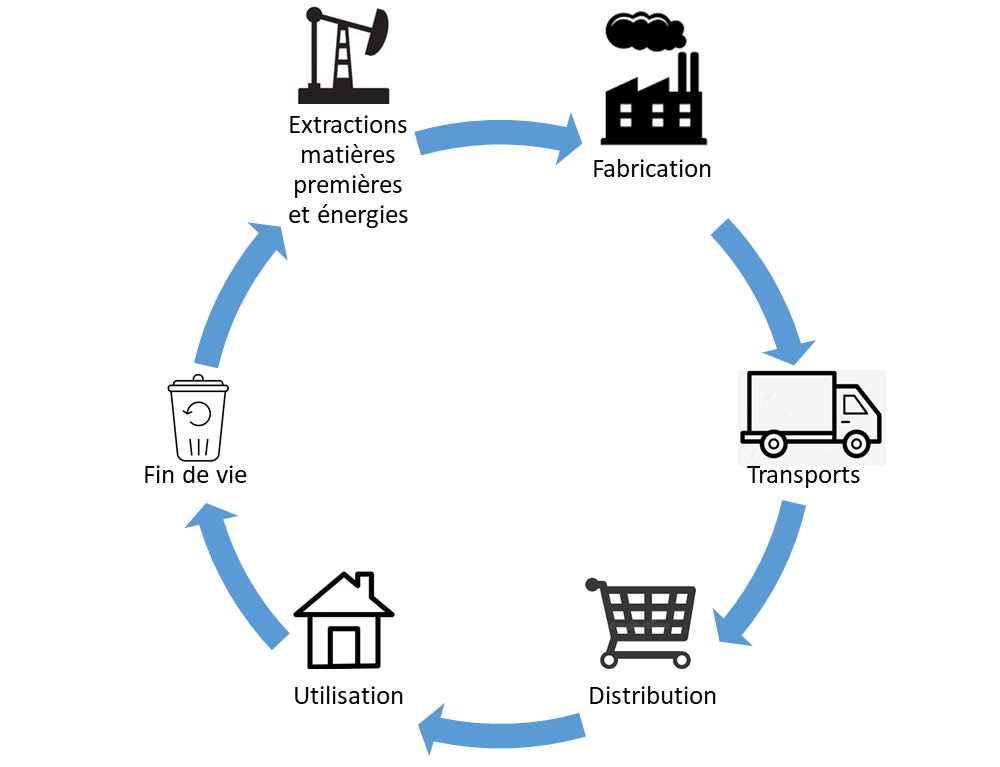 Extractions
matières
premières
et énergies
Fabrication
Transports
Distribution
Utilisation
Fin de vie